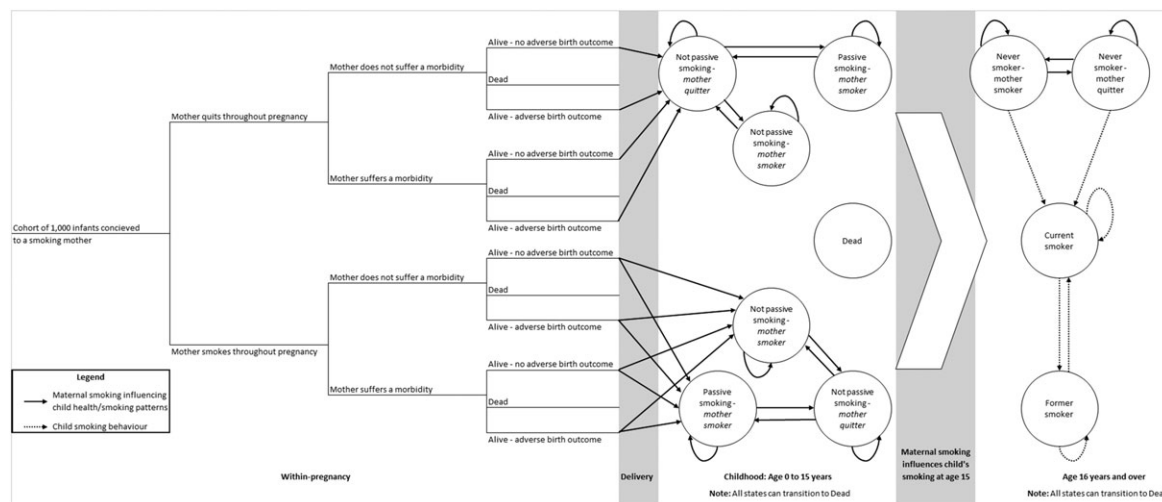 Alive - no adverse birth outcome
Mother does not suffer a morbidity
Dead
Alive - adverse birth outcome
Mother quits throughout pregnancy
Alive - no adverse birth outcome
Mother suffers a morbidity
Dead
Alive - adverse birth outcome
Cohort of 1,000 infants concieved
to a smoking mother
Alive - no adverse birth outcome
Mother does not suffer a morbidity
Dead
Alive - adverse birth outcome
Mother smokes throughout pregnancy
Alive - no adverse birth outcome
Mother suffers a morbidity
Dead
Alive - adverse birth outcome
Legend
Maternal smoking influencing
child health/smoking patterns
Child smoking behaviour
Within-pregnancy
Delivery
Not passive
smoking -
mother
quitter
Passive
smoking -
mother
smoker
Not passive
smoking -
mother
smoker
Dead
Not passive
smoking -
mother
smoker
Passive
smoking -
mother
smoker
Not passive
smoking -
mother
quitter
Childhood: Age 0 to 15 years
Note: All states can transition to Dead
Maternal smoking
influences child's
smoking at age 15
Never
smoker -
mother
smoker
Never
smoker -
mother
quitter
Current
smoker
Former
smoker
Age 16 years and over
Note: All states can transition to Dea